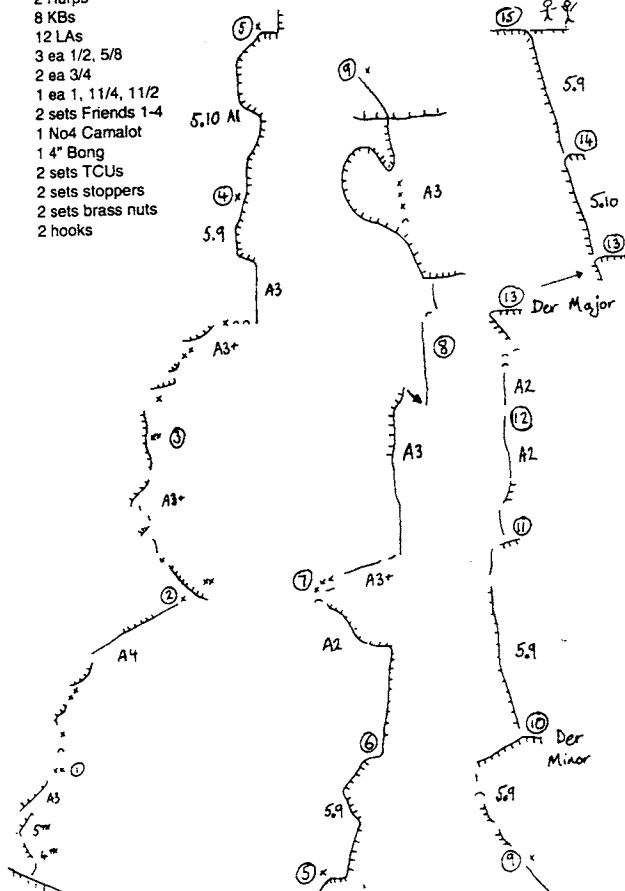 2 Rurps
8 KBs
12 LAs
3 ea 1/2, 5/8
2 ea 3/4
1 ea 1, 11/4, 11/2
2 sets Friends 1-4
1 No4 Camalot
1 4" Bong
2 sets TCUs
2 sets stoppers
2 sets brass nuts
2 hooks
5
5.10 A1
4
5.9
A3
A3+
3
A3+
2
A4
1
A3
5TH
4TH
9
A3
8
A3
7
A3+
A2
6
5.9
5
15
5.9
14
5.10
13
13 Der Major
A2
12
A2
11
5.9
10
Der
Minor
5.9
9